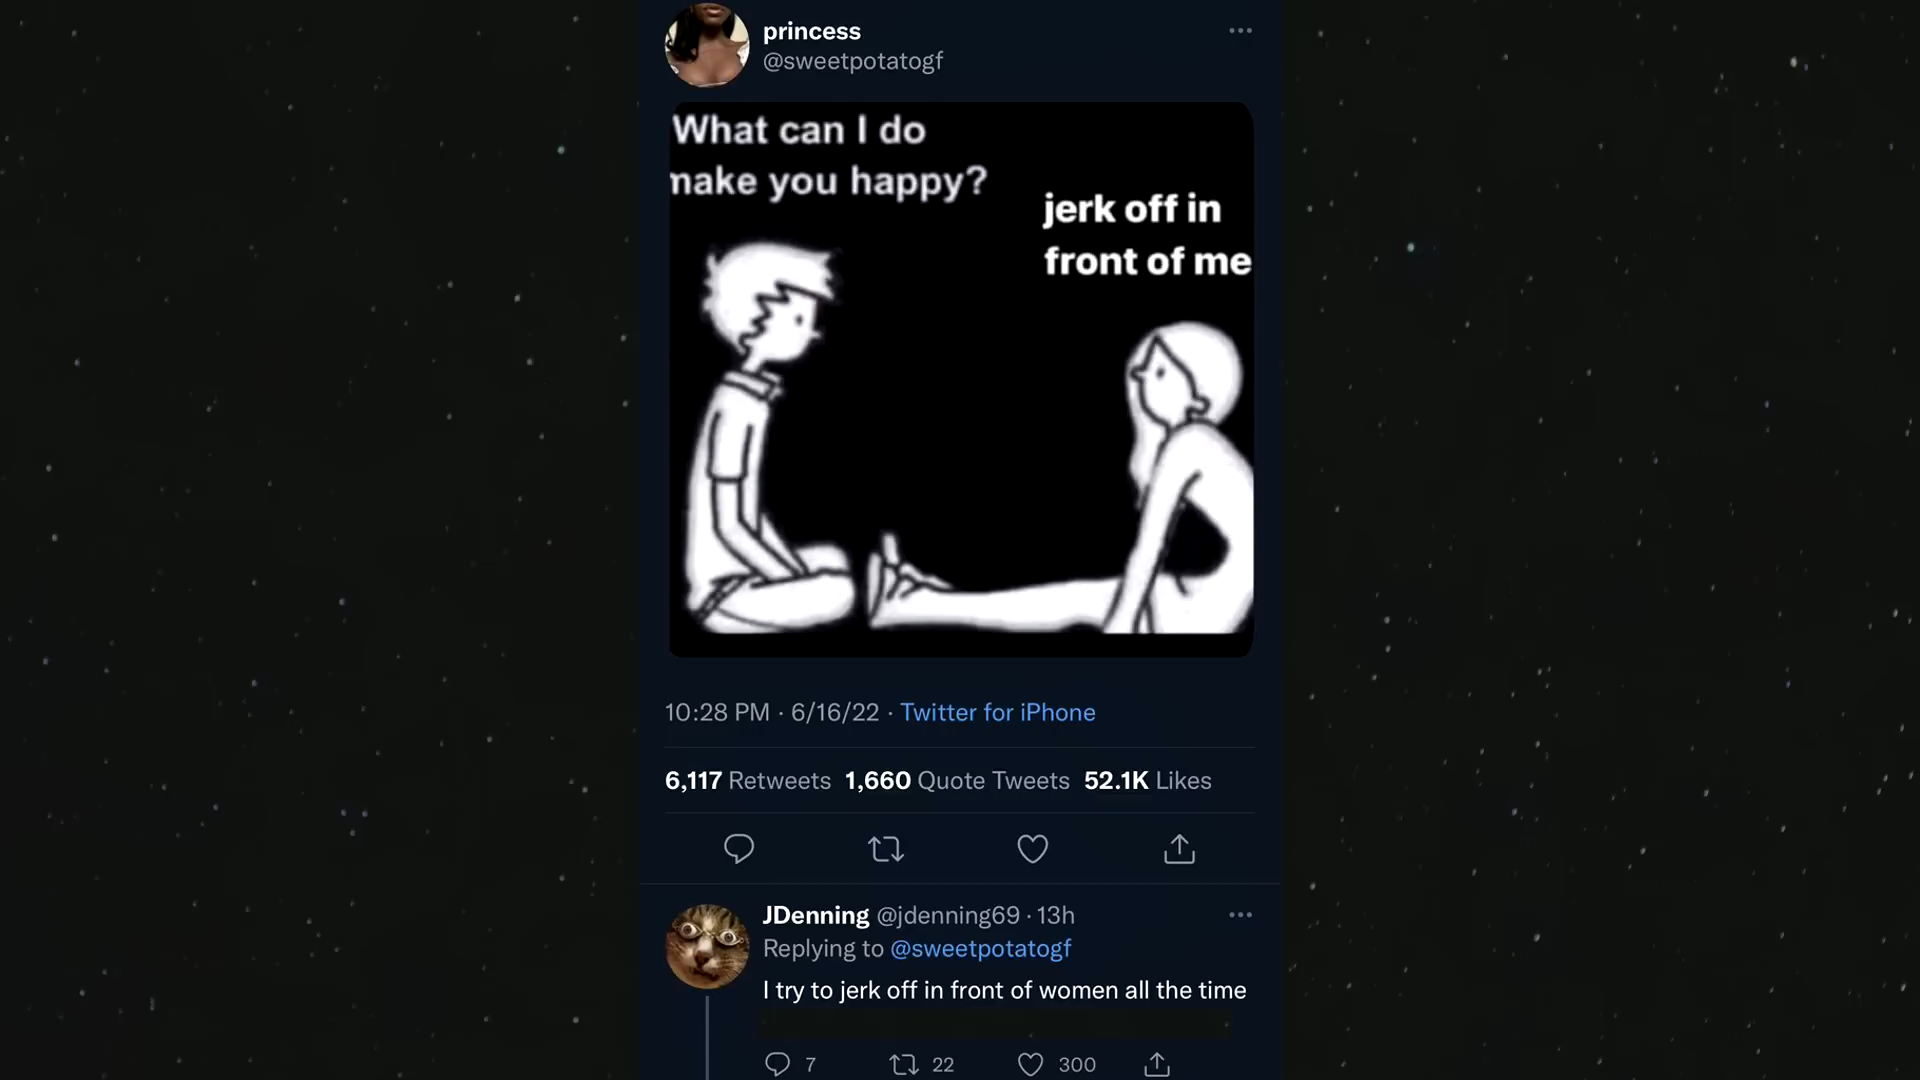 princess
@sweetpotatogf
What can I do
make you happy?
jerk off in
front of me
10:28 PM · 6/16/22 · Twitter for iPhone
6,117 Retweets 1,660 Quote Tweets 52.1K Likes
JDenning @jdenning69 · 13h
Replying to @sweetpotatogf
I try to jerk off in front of women all the time
7 22 300